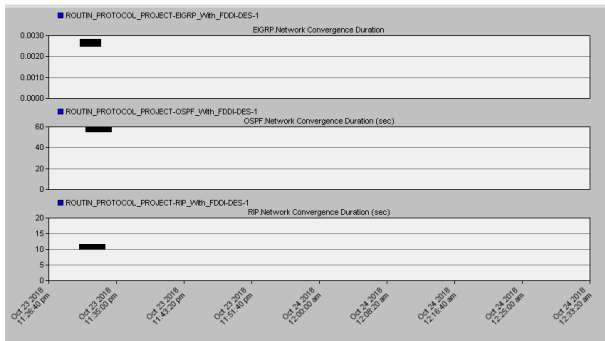 ROUTIN_PROTOCOL_PROJECT-EIGRP_With_FDDI-DES-1
EIGRP.Network Convergence Duration
0.0030
0.0020
0.0010
0.0000
ROUTIN_PROTOCOL_PROJECT-OSPF_With_FDDI-DES-1
OSPF.Network Convergence Duration (sec)
60
40
20
0
ROUTIN_PROTOCOL_PROJECT-RIP_With_FDDI-DES-1
RIP.Network Convergence Duration (sec)
20
15
10
5
0
Oct 23 2018
11:26:40 pm
Oct 23 2018
11:35:00 pm
Oct 23 2018
11:43:20 pm
Oct 23 2018
11:51:40 pm
Oct 24 2018
12:00:00 am
Oct 24 2018
12:08:20 am
Oct 24 2018
12:16:40 am
Oct 24 2018
12:25:00 am
Oct 24 2018
12:33:20 am